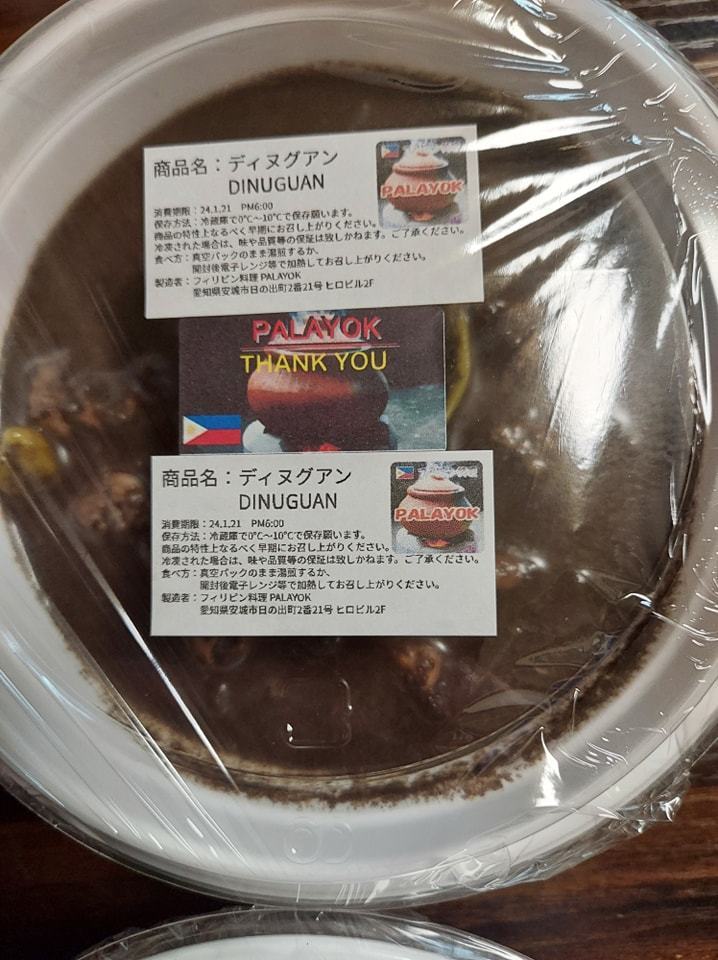 商品名：ディヌグアン
DINUGUAN
PALAYOK
消費期限：24.1.21　PM6:00
保存方法：冷蔵庫で0℃～10℃で保存願います。
商品の特性上なるべく早期にお召し上がりください。
冷凍された場合は、味や品質等の保証は致しかねます。ご了承ください。
食べ方：真空パックのまま湯煎するか、
開封後電子レンジ等で加熱してお召し上がりください。
製造者：フィリピン料理 PALAYOK
愛知県安城市日の出町2番21号 ヒロビル2F
PALAYOK
THANK YOU
商品名：ディヌグアン
DINUGUAN
PALAYOK
消費期限：24.1.21　PM6:00
保存方法：冷蔵庫で0℃～10℃で保存願います。
商品の特性上なるべく早期にお召し上がりください。
冷凍された場合は、味や品質等の保証は致しかねます。ご了承ください。
食べ方：真空パックのまま湯煎するか、
開封後電子レンジ等で加熱してお召し上がりください。
製造者：フィリピン料理 PALAYOK
愛知県安城市日の出町2番21号 ヒロビル2F